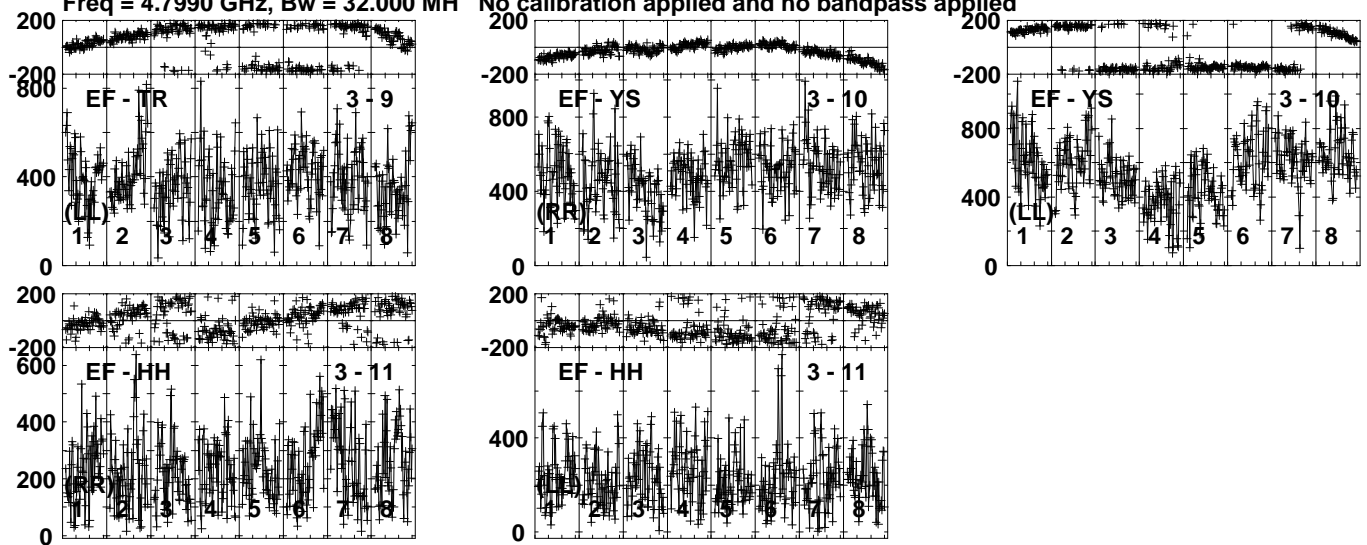 Freq = 4.7990 GHz, Bw = 32.000 MH No calibration applied and no bandpass applied
200
-200
800
400
0
EF - TR 3 - 9
(LL)
1 2 3 4 5 6 7 8
200
-200
800
400
0
EF - YS 3 - 10
(RR)
1 2 3 4 5 6 7 8
200
-200
800
400
0
EF - YS 3 - 10
(LL)
1 2 3 4 5 6 7 8
200
-200
600
400
200
0
EF - HH 3 - 11
(RR)
1 2 3 4 5 6 7 8
200
-200
400
0
EF - HH 3 - 11
(LL)
1 2 3 4 5 6 7 8